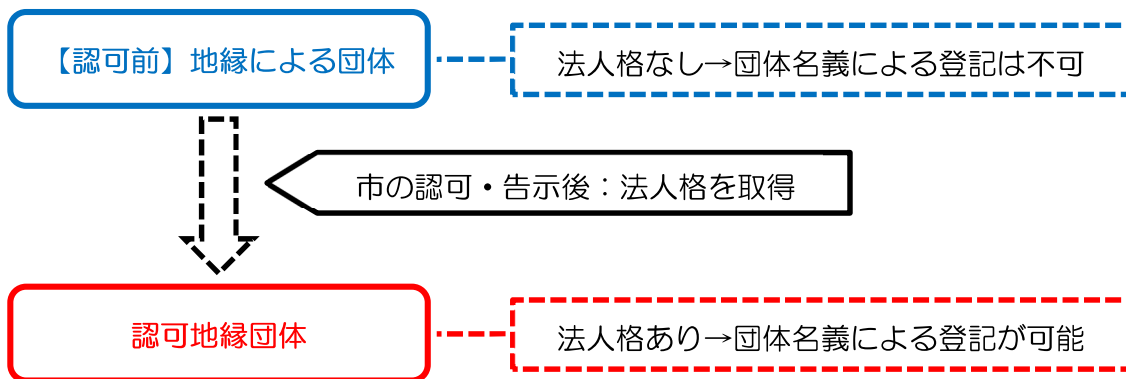 【認可前】地縁による団体
法人格なし→団体名義による登記は不可
市の認可・告示後：法人格を取得
認可地縁団体
法人格あり→団体名義による登記が可能